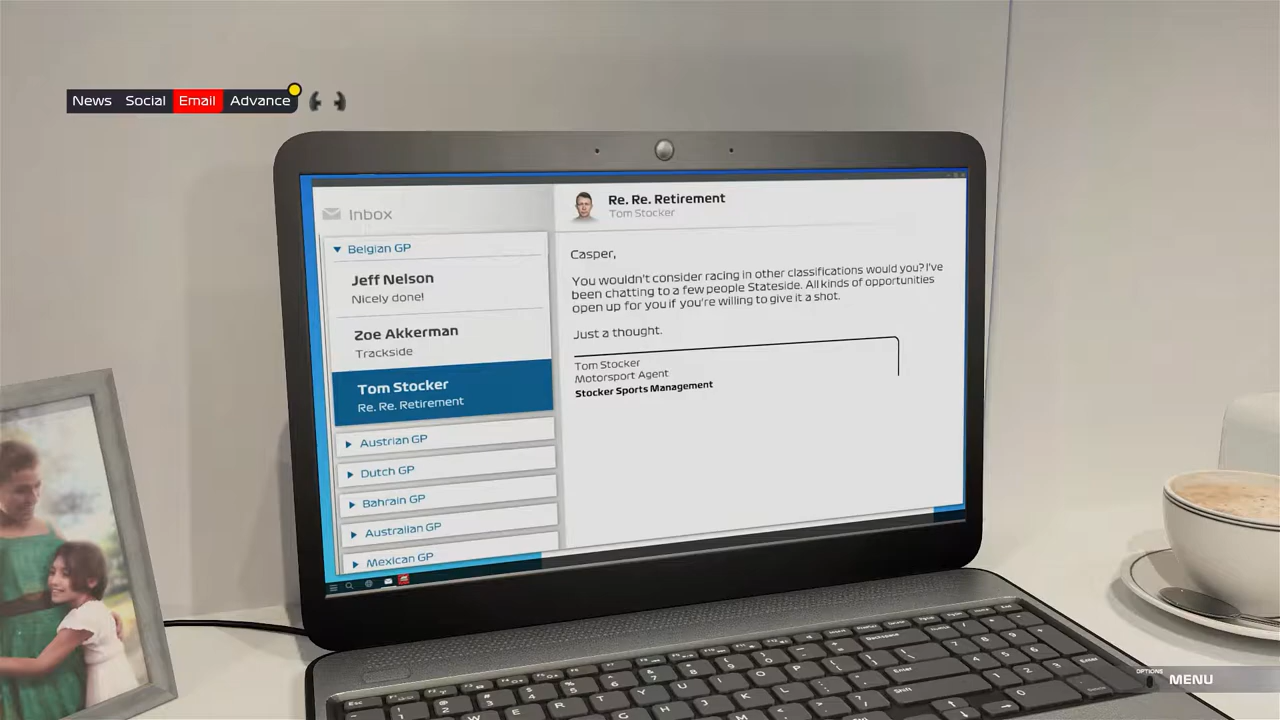 News Social Email Advance
Inbox
Belgian GP
Jeff Nelson
Nicely done!
Zoe Akkerman
Trackside
Tom Stocker
Re. Re. Retirement
Austrian GP
Dutch GP
Bahrain GP
Australian GP
Mexican GP
Re. Re. Retirement
Tom Stocker
Casper,
You wouldn't consider racing in other classifications would you? I've
been chatting to a few people Stateside. All kinds of opportunities
open up for you if you're willing to give it a shot.
Just a thought.
Tom Stocker
Motorsport Agent
Stocker Sports Management
OPTIONS
MENU